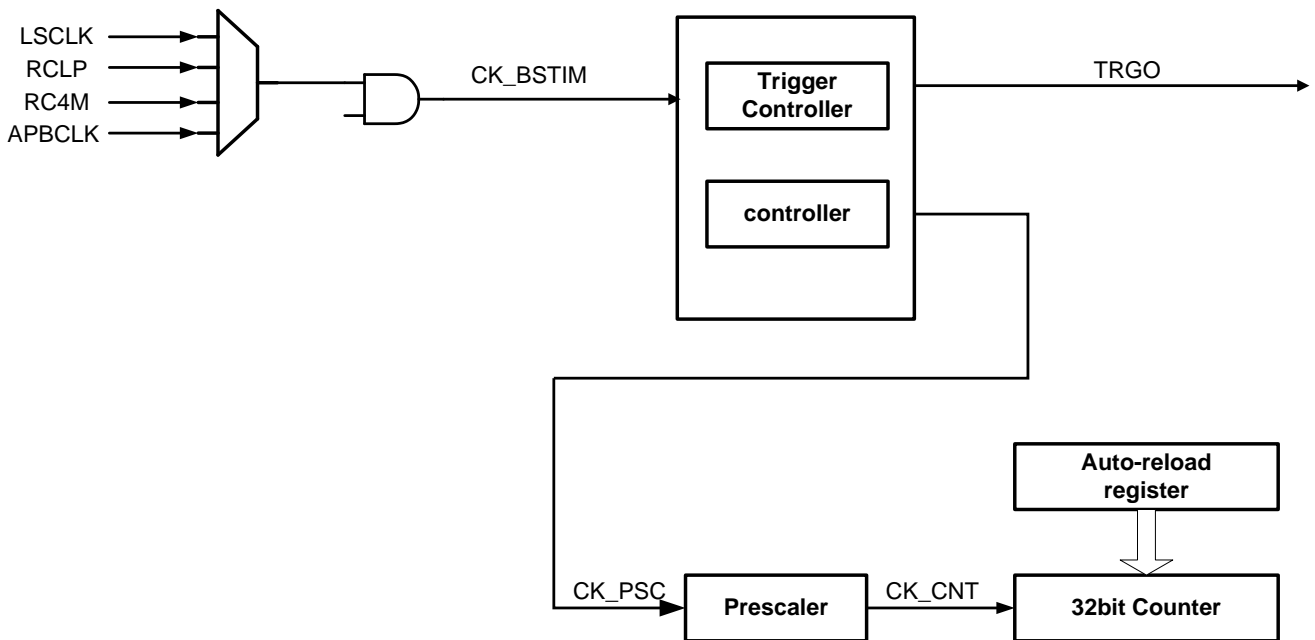 LSCLK
RCLP
RC4M
APBCLK
CK_BSTIM
Trigger
Controller
controller
TRGO
Auto-reload
register
CK_PSC
Prescaler
CK_CNT
32bit Counter